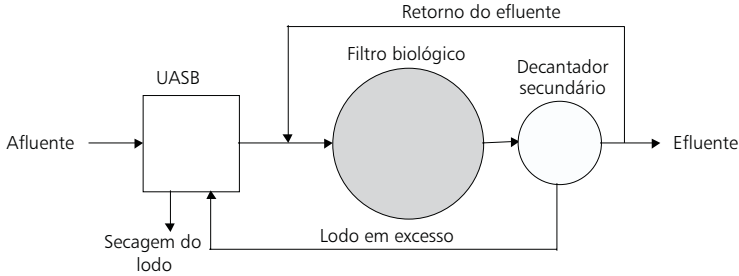 Retorno do efluente
Filtro biológico
UASB
Decantador
secundário
Afluente
Efluente
Secagem do
lodo
Lodo em excesso